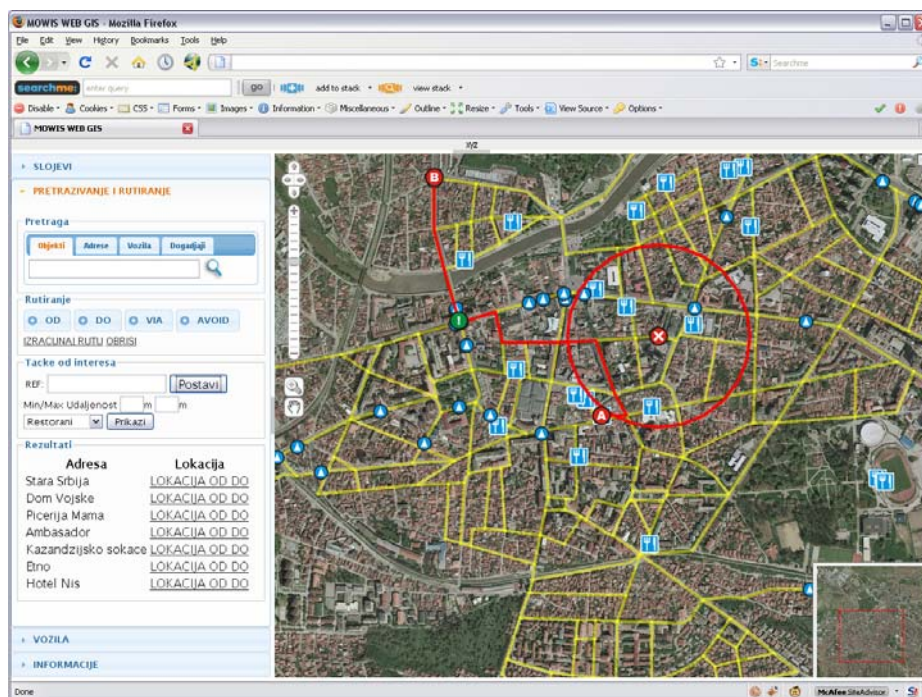 MOWIS WEB GIS - Mozilla Firefox
File Edit View History Bookmarks Tools Help
S Searchme
searchme enter query go add to stack view stack
Disable Cookies CSS Forms Images Information Miscellaneous Outline Resize Tools View Source Options
MOWIS WEB GIS
xyz
SLOJEVI
PRETRAZIVANJE I RUTIRANJE
Pretraga
Objekti Adrese Vozila Dogadjaji
Rutiranje
OD DO VIA AVOID
IZRACUNAJ RUTU OBRISI
Tacke od interesa
REF: Postavi
Min/Max Udaljenost m m
Restorani Prikazi
Rezultati
Adresa Lokacija
Stara Srbija LOKACIJA OD DO
Dom Vojske LOKACIJA OD DO
Picerija Mama LOKACIJA OD DO
Ambasador LOKACIJA OD DO
Kazandzijsko sokace LOKACIJA OD DO
Etno LOKACIJA OD DO
Hotel Nis LOKACIJA OD DO
VOZILA
INFORMACIJE
B
!
A
Done McAfee SiteAdvisor